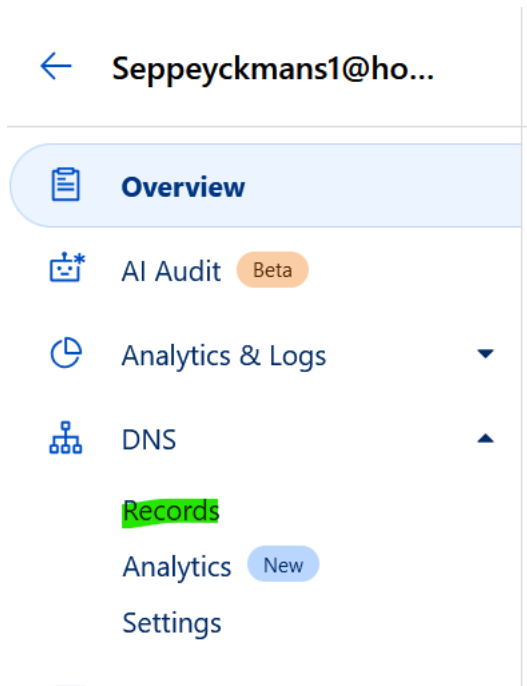 Seppeyckmans1@ho...
Overview
AI Audit Beta
Analytics & Logs
DNS
Records
Analytics New
Settings